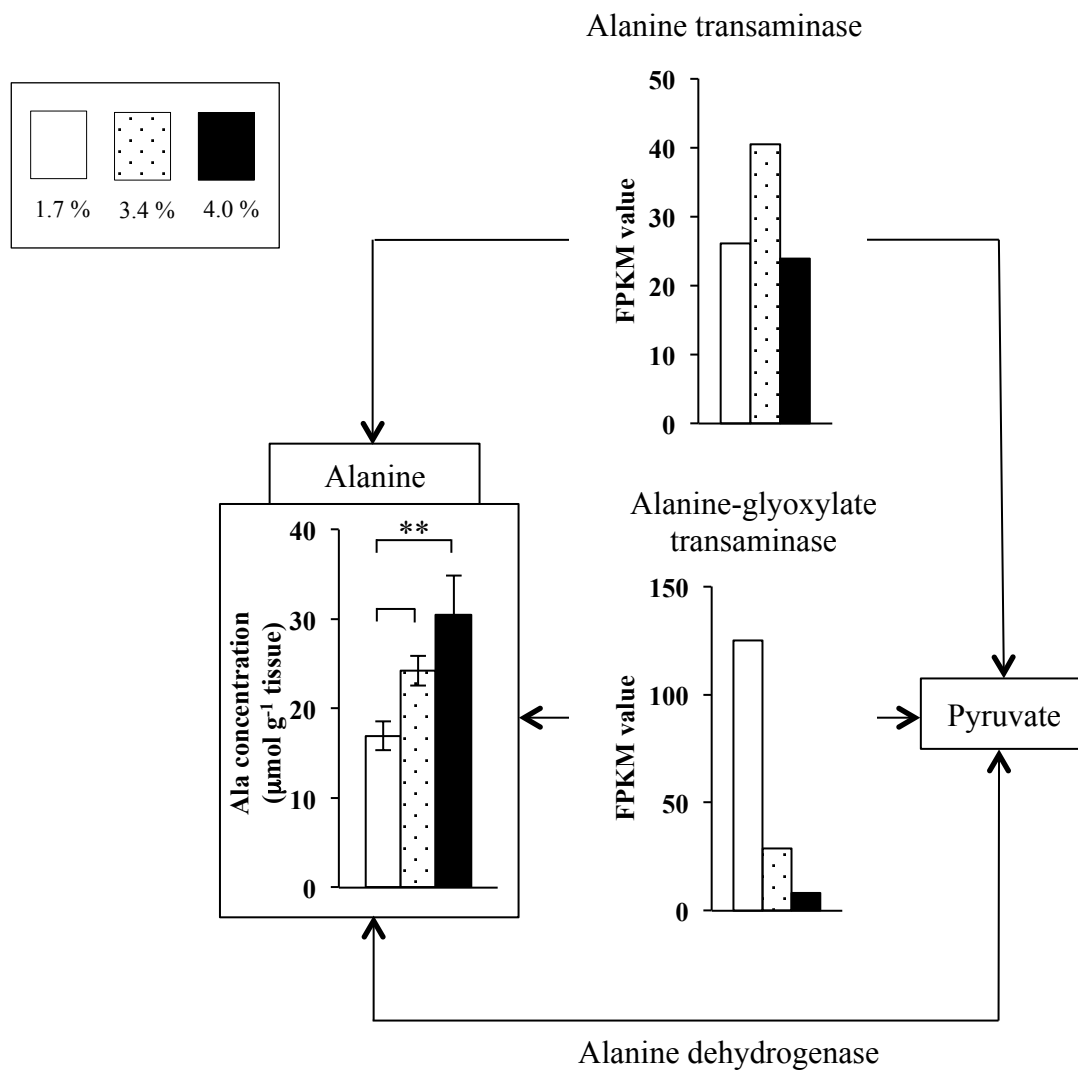 Alanine transaminase
1.7 %
3.4 %
4.0 %
50
40
30
20
10
0
FPKM value
Alanine
40
30
20
10
0
Ala concentration
(µmol g-1 tissue)
**
Alanine-glyoxylate
transaminase
150
100
50
0
FPKM value
Pyruvate
Alanine dehydrogenase